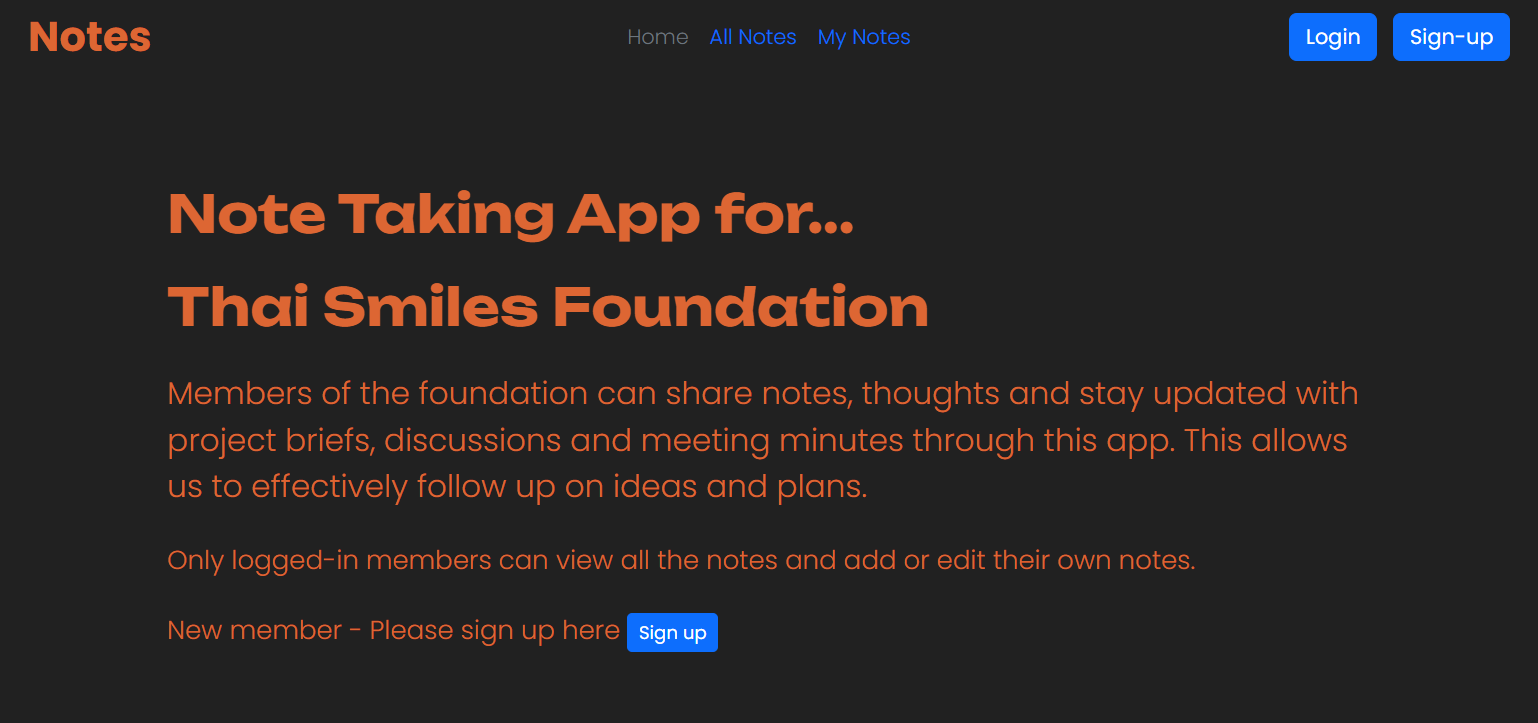 Notes
Home All Notes My Notes
Login Sign-up
Note Taking App for...
Thai Smiles Foundation
Members of the foundation can share notes, thoughts and stay updated with
project briefs, discussions and meeting minutes through this app. This allows
us to effectively follow up on ideas and plans.
Only logged-in members can view all the notes and add or edit their own notes.
New member - Please sign up here Sign up